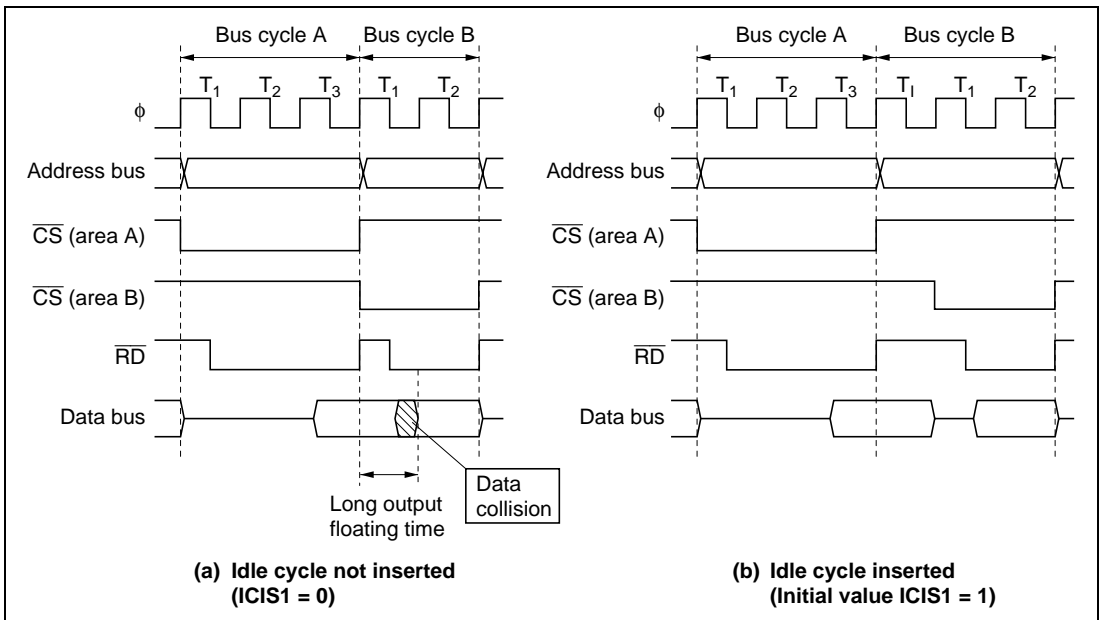 Bus cycle A
Bus cycle B
T1 T2 T3 T1 T2
ϕ
Address bus
CS (area A)
CS (area B)
RD
Data bus
Long output
floating time
Data
collision
(a) Idle cycle not inserted
(ICIS1 = 0)
Bus cycle A
Bus cycle B
T1 T2 T3 TI T1 T2
ϕ
Address bus
CS (area A)
CS (area B)
RD
Data bus
(b) Idle cycle inserted
(Initial value ICIS1 = 1)